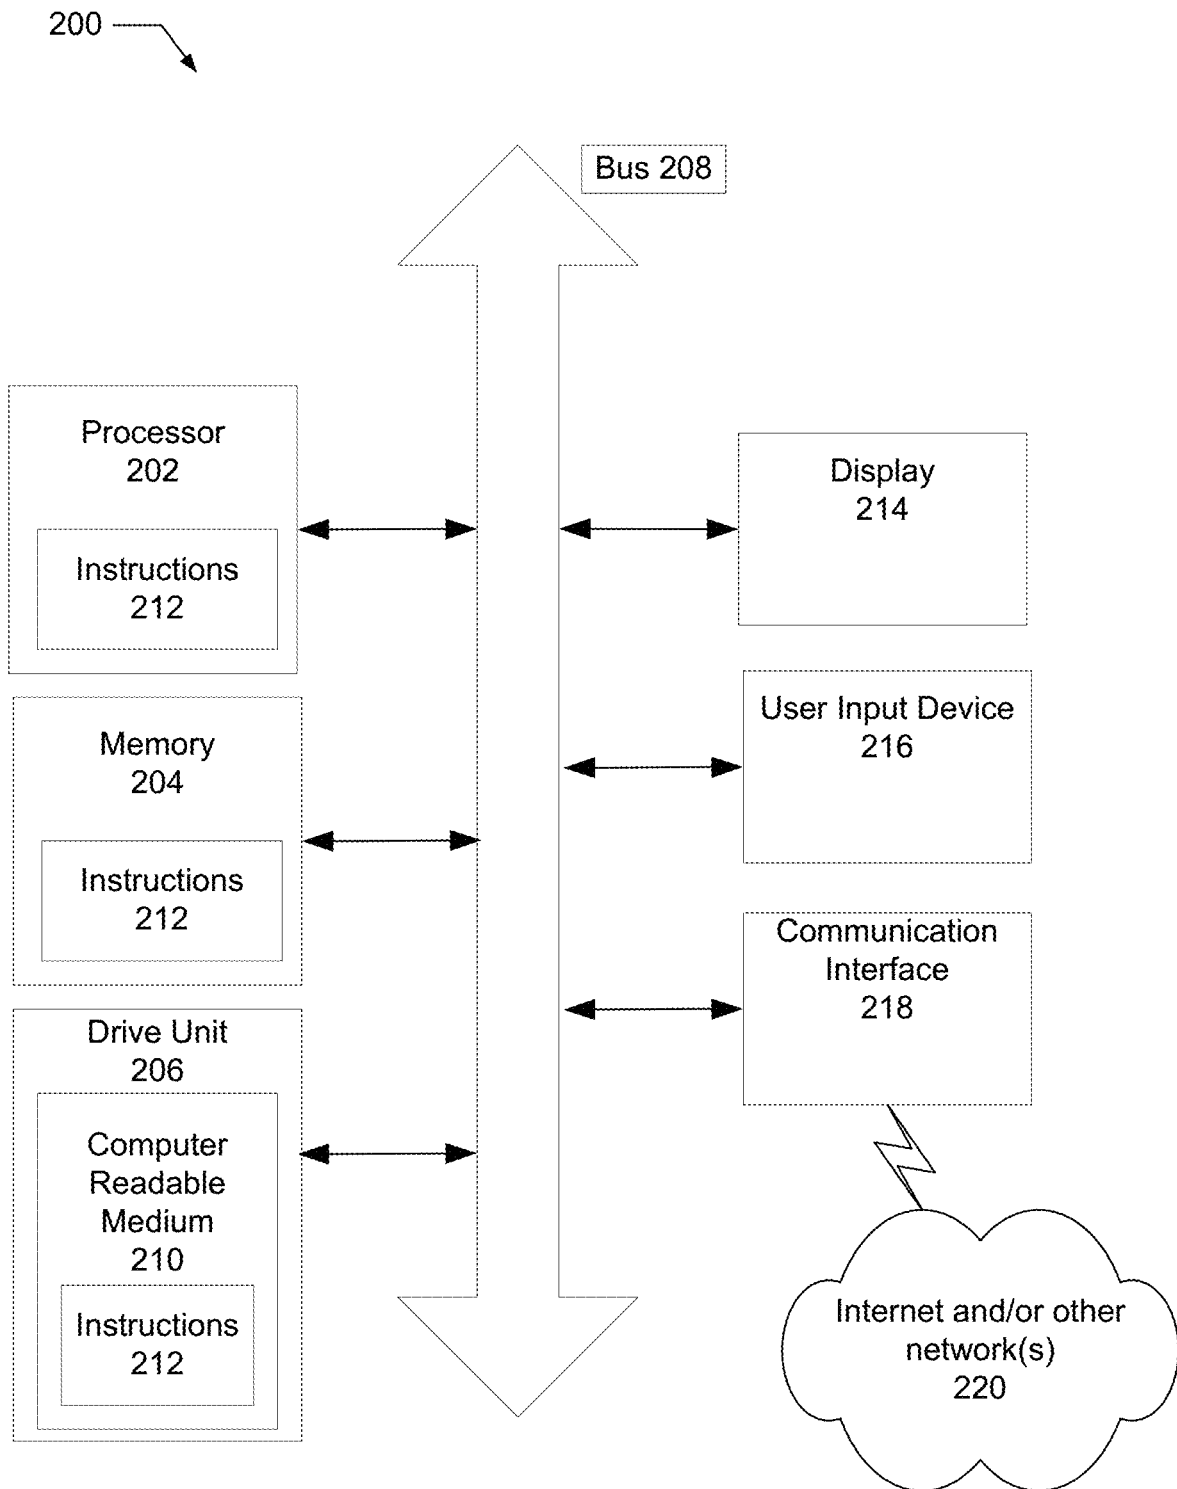 200
Bus 208
Processor
202
Instructions
212
Memory
204
Instructions
212
Drive Unit
206
Computer
Readable
Medium
210
Instructions
212
Display
214
User Input Device
216
Communication
Interface
218
Internet and/or other
network(s)
220